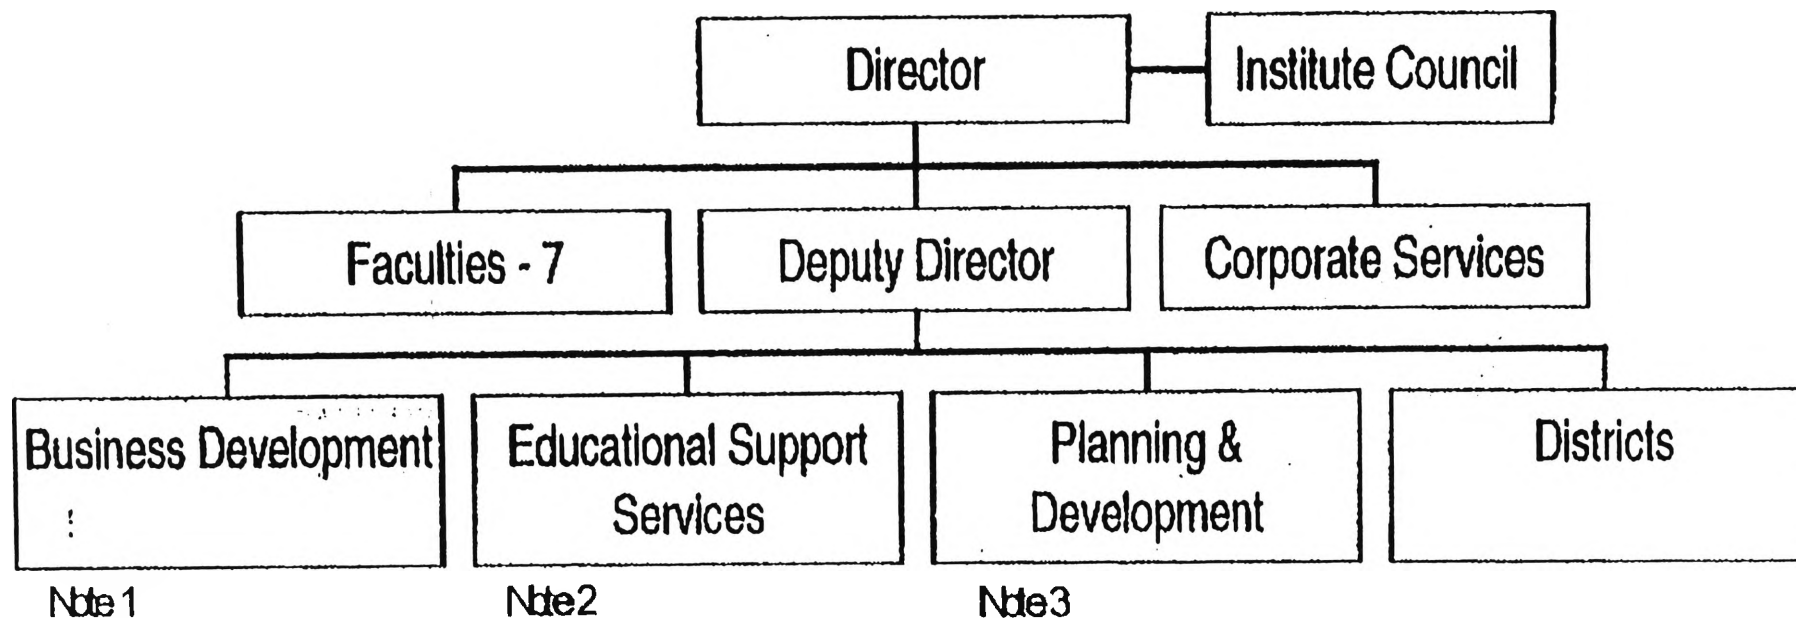 Director
Institute Council
Faculties - 7
Deputy Director
Corporate Services
Business Development
Educational Support
Services
Planning &
Development
Districts
Note 1
Note 2
Note 3